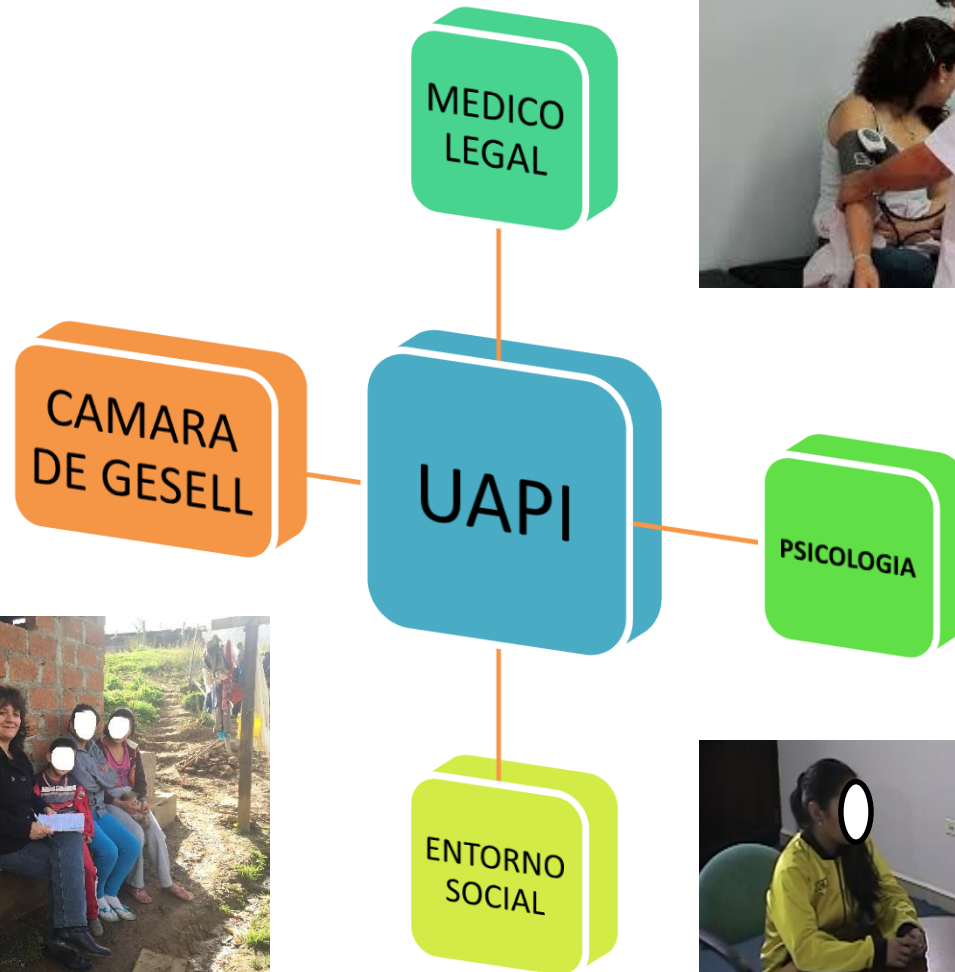 MEDICO
LEGAL
CAMARA
DE GESELL
UAPI
PSICOLOGIA
ENTORNO
SOCIAL